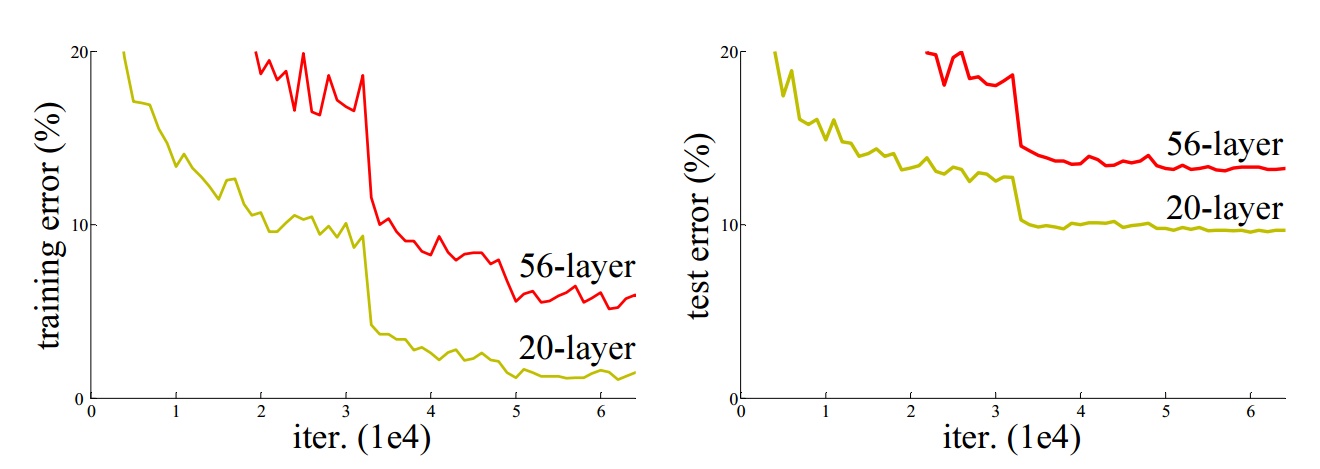 20
10
0
training error (%)
56-layer
20-layer
0 1 2 3 4 5 6
iter. (1e4)
20
10
0
test error (%)
56-layer
20-layer
0 1 2 3 4 5 6
iter. (1e4)